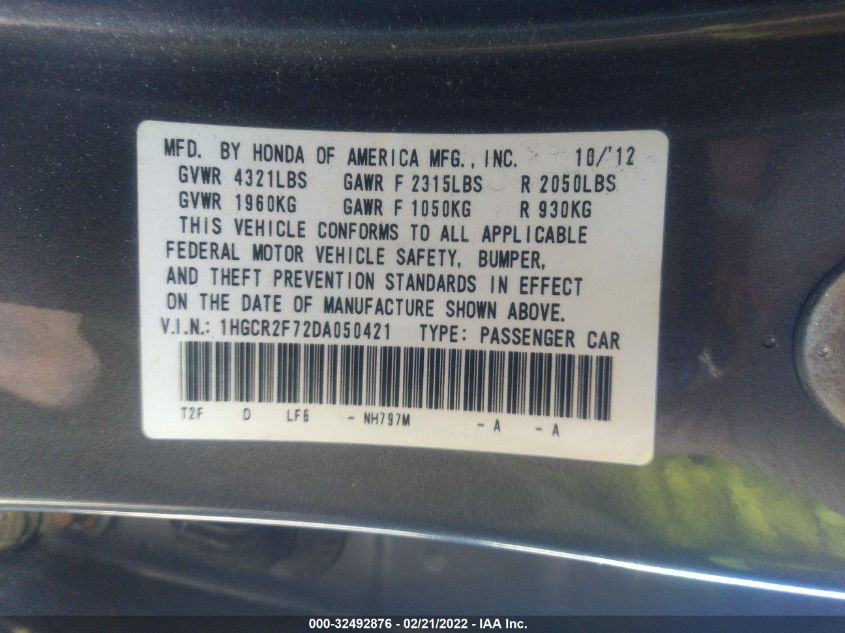 MFD. BY HONDA OF AMERICA MFG., INC. 10/'12
GVWR 4321LBS GAWR F 2315LBS R 2050LBS
GVWR 1960KG GAWR F 1050KG R 930KG
THIS VEHICLE CONFORMS TO ALL APPLICABLE
FEDERAL MOTOR VEHICLE SAFETY, BUMPER,
AND THEFT PREVENTION STANDARDS IN EFFECT
ON THE DATE OF MANUFACTURE SHOWN ABOVE.
V.I.N.: 1HGCR2F72DA050421 TYPE: PASSENGER CAR
T2F D LF6 - NH797M - A - A
000-32492876 - 02/21/2022 - IAA Inc.